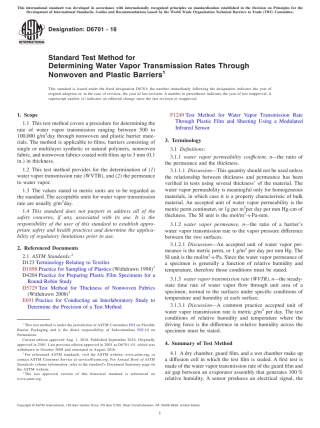 This international standard was developed in accordance with internationally recognized principles on standardization established in the Decision on Principles for the
Development of International Standards, Guides and Recommendations issued by the World Trade Organization Technical Barriers to Trade (TBT) Committee.
Designation: D6701 − 16
INTERNATIONAL
Standard Test Method for
Determining Water Vapor Transmission Rates Through
Nonwoven and Plastic Barriers1
This standard is issued under the fixed designation D6701; the number immediately following the designation indicates the year of
original adoption or, in the case of revision, the year of last revision. A number in parentheses indicates the year of last reapproval. A
superscript epsilon (ε) indicates an editorial change since the last revision or reapproval.
1. Scope
1.1 This test method covers a procedure for determining the
rate of water vapor transmission ranging between 500 to
100,000 g/m2day through nonwoven and plastic barrier mate-
rials. The method is applicable to films, barriers consisting of
single or multilayer synthetic or natural polymers, nonwoven
fabric, and nonwoven fabrics coated with films up to 3 mm (0.1
in.) in thickness.
1.2 This test method provides for the determination of (1)
water vapor transmission rate (WVTR), and (2) the permeance
to water vapor.
1.3 The values stated in metric units are to be regarded as
the standard. The acceptable units for water vapor transmission
rate are usually g/m2day.
1.4 This standard does not purport to address all of the
safety concerns, if any, associated with its use. It is the
responsibility of the user of this standard to establish appro-
priate safety and health practices and determine the applica-
bility of regulatory limitations prior to use.
2. Referenced Documents
2.1 ASTM Standards:2
D123 Terminology Relating to Textiles
D1898 Practice for Sampling of Plastics (Withdrawn 1998)3
D4204 Practice for Preparing Plastic Film Specimens for a
Round-Robin Study
D5729 Test Method for Thickness of Nonwoven Fabrics
(Withdrawn 2008)3
E691 Practice for Conducting an Interlaboratory Study to
Determine the Precision of a Test Method
1 This test method is under the jurisdiction of ASTM Committee F02 on Flexible
Barrier Packaging and is the direct responsibility of Subcommittee F02.10 on
Permeation.
Current edition approved Aug. 1, 2016. Published September 2016. Originally
approved in 2001. Last previous edition approved in 2001 as D6701–01, which was
withdrawn in October 2008 and reinstated in August 2016.
2 For referenced ASTM standards, visit the ASTM website, www.astm.org, or
contact ASTM Customer Service at service@astm.org. For Annual Book of ASTM
Standards volume information, refer to the standard's Document Summary page on
the ASTM website.
3 The last approved version of this historical standard is referenced on
www.astm.org.
F1249 Test Method for Water Vapor Transmission Rate
Through Plastic Film and Sheeting Using a Modulated
Infrared Sensor
3. Terminology
3.1 Definitions:
3.1.1 water vapor permeability coefficient, n—the ratio of
the permeance and the thickness.
3.1.1.1 Discussion—This quantity should not be used unless
the relationship between thickness and permeance has been
verified in tests using several thickness' of the material. The
water vapor permeability is meaningful only for homogeneous
materials, in which case it is a property characteristic of bulk
material. An accepted unit of water vapor permeability is the
metric perm centimeter, or 1g per m2 per day per mm Hg·cm of
thickness. The SI unit is the mol/m2·s·Pa·mm.
3.1.2 water vapor permeance, n—the ratio of a barrier's
water vapor transmission rate to the vapor pressure difference
between the two surfaces.
3.1.2.1 Discussion—An accepted unit of water vapor per-
meance is the metric perm, or 1 g/m2 per day per mm Hg. The
SI unit is the mol/m2·s·Pa. Since the water vapor permeance of
a specimen is generally a function of relative humidity and
temperature, therefore those conditions must be stated.
3.1.3 water vapor transmission rate (WVTR), n—the steady-
state time rate of water vapor flow through unit area of a
specimen, normal to the surfaces under specific conditions of
temperature and humidity at each surface.
3.1.3.1 Discussion—A common practice accepted unit of
water vapor transmission rate is metric g/m2 per day. The test
conditions of relative humidity and temperature where the
driving force is the difference in relative humidity across the
specimen must be stated.
4. Summary of Test Method
4.1 A dry chamber, guard film, and a wet chamber make up
a diffusion cell in which the test film is sealed. A first test is
made of the water vapor transmission rate of the guard film and
air gap between an evaporator assembly that generates 100 %
relative humidity. A sensor produces an electrical signal, the
Copyright © ASTM International, 100 Barr Harbor Drive, PO Box C700, West Conshohocken, PA 19428-2959. United States
1